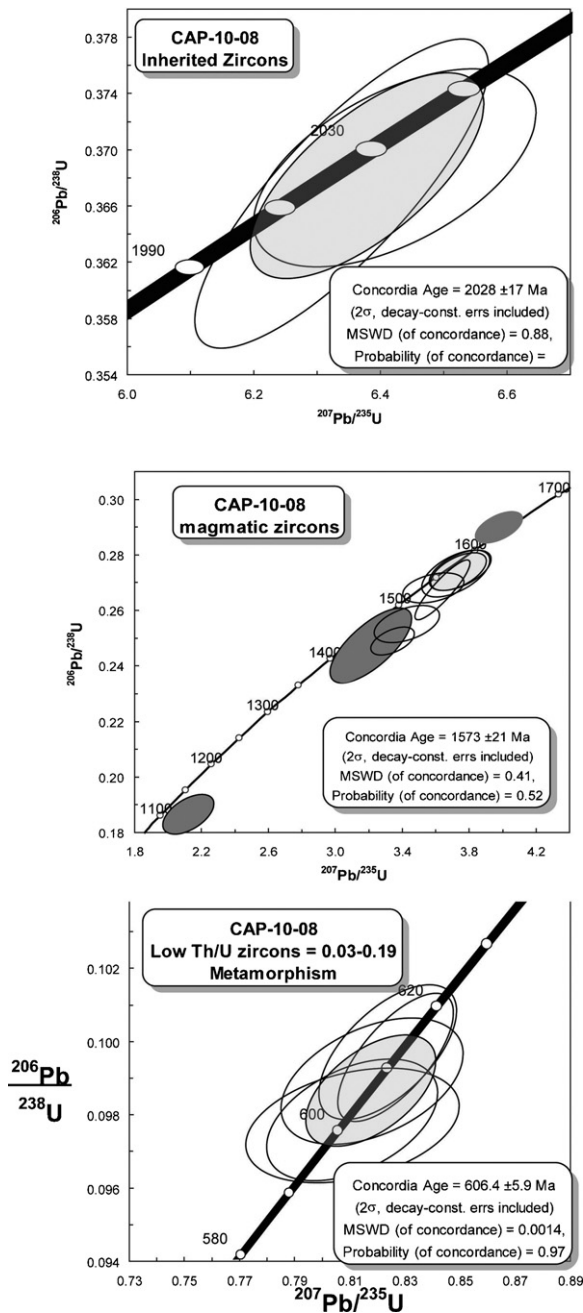 CAP-10-08
Inherited Zircons
0.378
0.374
0.370
0.366
0.362
0.358
0.354
206Pb/238U
2030
1990
Concordia Age = 2028 ±17 Ma
(2σ, decay-const. errs included)
MSWD (of concordance) = 0.88,
Probability (of concordance) =
6.0 6.2 6.4 6.6
207Pb/235U
CAP-10-08
magmatic zircons
0.30
0.28
0.26
0.24
0.22
0.20
0.18
206Pb/238U
1700
1600
1500
1400
1300
1200
1100
Concordia Age = 1573 ±21 Ma
(2σ, decay-const. errs included)
MSWD (of concordance) = 0.41,
Probability (of concordance) = 0.52
1.8 2.2 2.6 3.0 3.4 3.8 4.2
207Pb/235U
CAP-10-08
Low Th/U zircons = 0.03-0.19
Metamorphism
0.102
0.100
0.098
0.096
0.094
206Pb
238U
620
600
580
Concordia Age = 606.4 ±5.9 Ma
(2σ, decay-const. errs included)
MSWD (of concordance) = 0.0014,
Probability (of concordance) = 0.97
0.73 0.75 0.77 0.79 0.81 0.83 0.85 0.87 0.89
207Pb/235U